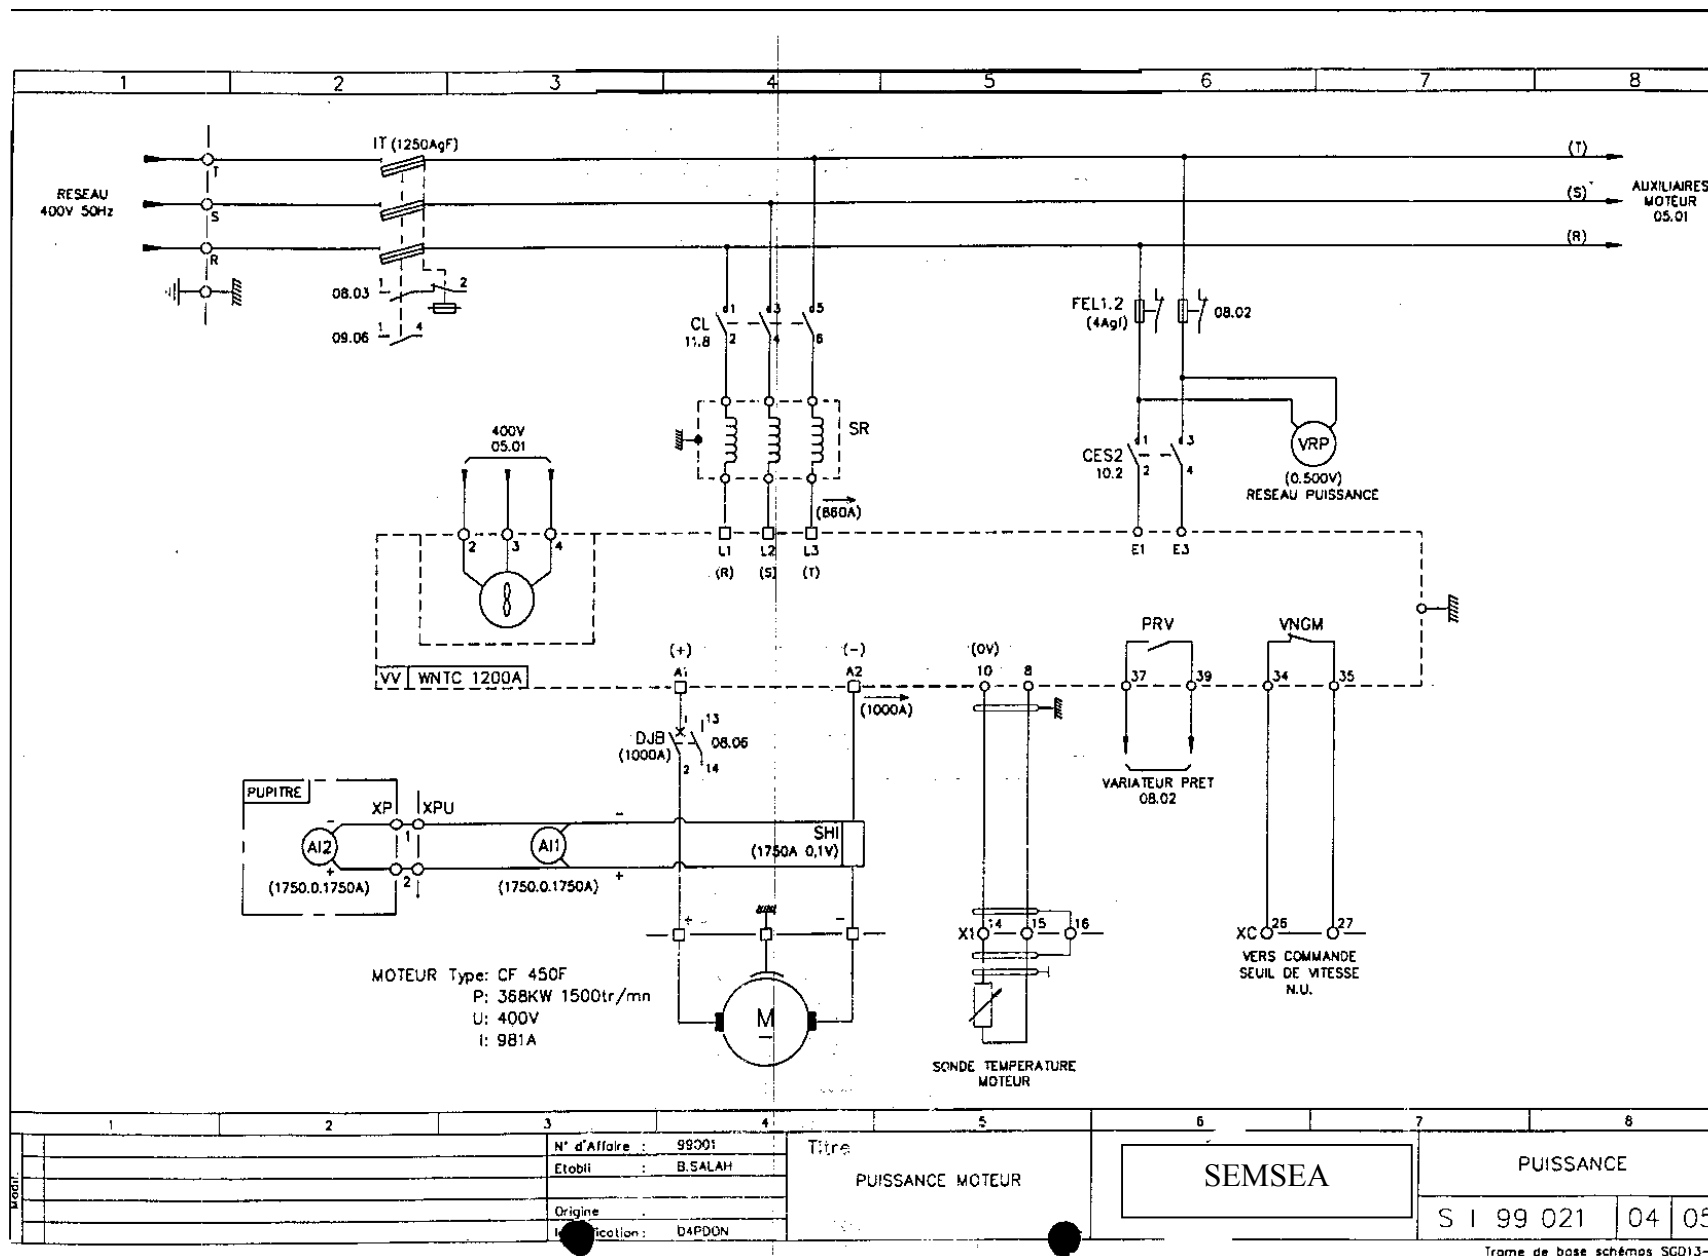 1 2 3 4 5 6 7 8
IT (1250AgF)
T
(T)
RESEAU
400V 50Hz
S
(S)
AUXILIAIRES
MOTEUR
05.01
R
(R)
08.03 1 2
09.06 1 4
CL
11.8
1 3 5
2 4 6
FEL1.2
(4AgI)
08.02
SR
400V
05.01
VRP
(0.500V)
RESEAU PUISSANCE
CES2
10.2
1 3
2 4
(860A)
2 3 4
L1 L2 L3
(R) (S) (T)
E1 E3
PRV
VNGM
(+) (-) (0V)
VV WNTC 1200A
A1 A2 10 8 37 39 34 35
(1000A)
DJB
(1000A)
1 13
08.06
2 14
VARIATEUR PRET
08.02
PUPITRE
XP XPU
- 1 -
AI2 AI1
SHI
(1750A 0,1V)
+ 2 +
(1750.0.1750A) (1750.0.1750A)
+ -
X1 14 15 16
XC 26 27
VERS COMMANDE
SEUIL DE VITESSE
N.U.
MOTEUR Type: CF 450F
P: 368KW 1500tr/mn
U: 400V
I: 981A
M
SONDE TEMPERATURE
MOTEUR
1 2 3 4 5 6 7 8
Modif.
N° d'Affaire : 99001
Etabli : B.SALAH
Origine :
cation : D4PDON
Titre
PUISSANCE MOTEUR
SEMSEA
PUISSANCE
S I 99 021 04 05
Trame de base schémas SGD13-